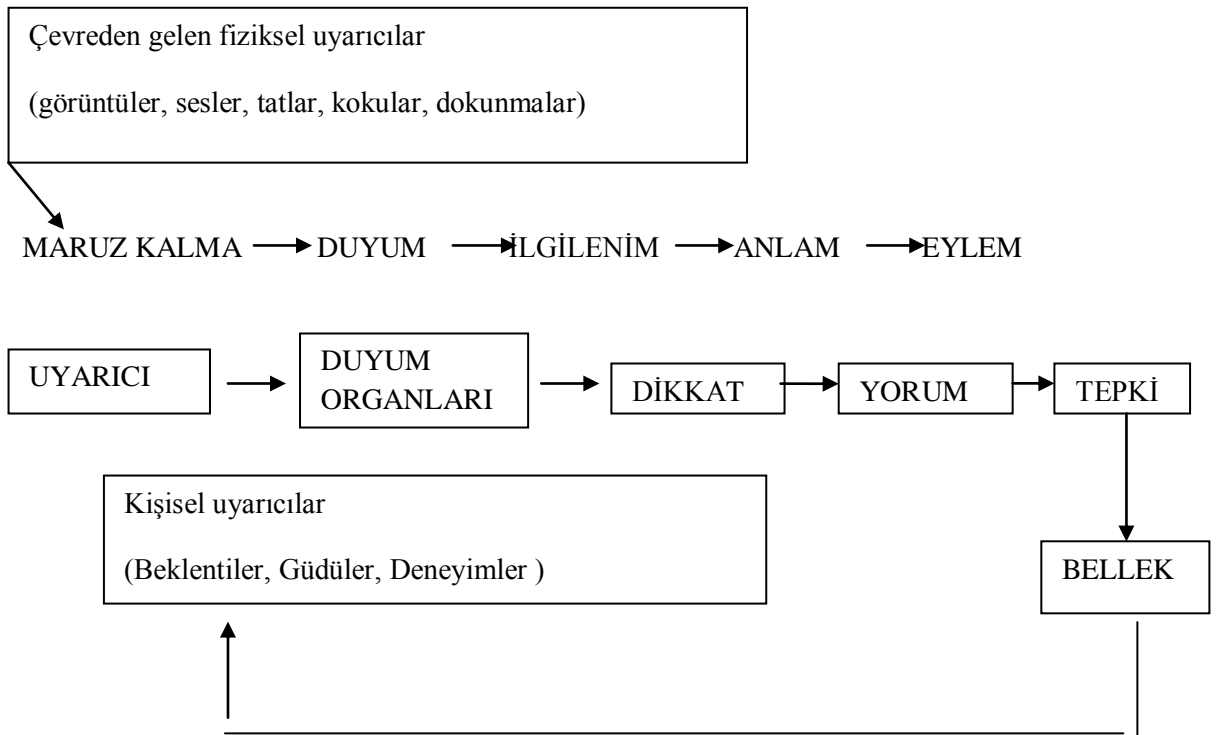 Çevreden gelen fiziksel uyarıcılar
(görüntüler, sesler, tatlar, kokular, dokunmalar)
MARUZ KALMA DUYUM İLGİLENİM ANLAM EYLEM
UYARICI
DUYUM
ORGANLARI
DİKKAT
YORUM
TEPKİ
Kişisel uyarıcılar
(Beklentiler, Güdüler, Deneyimler )
BELLEK